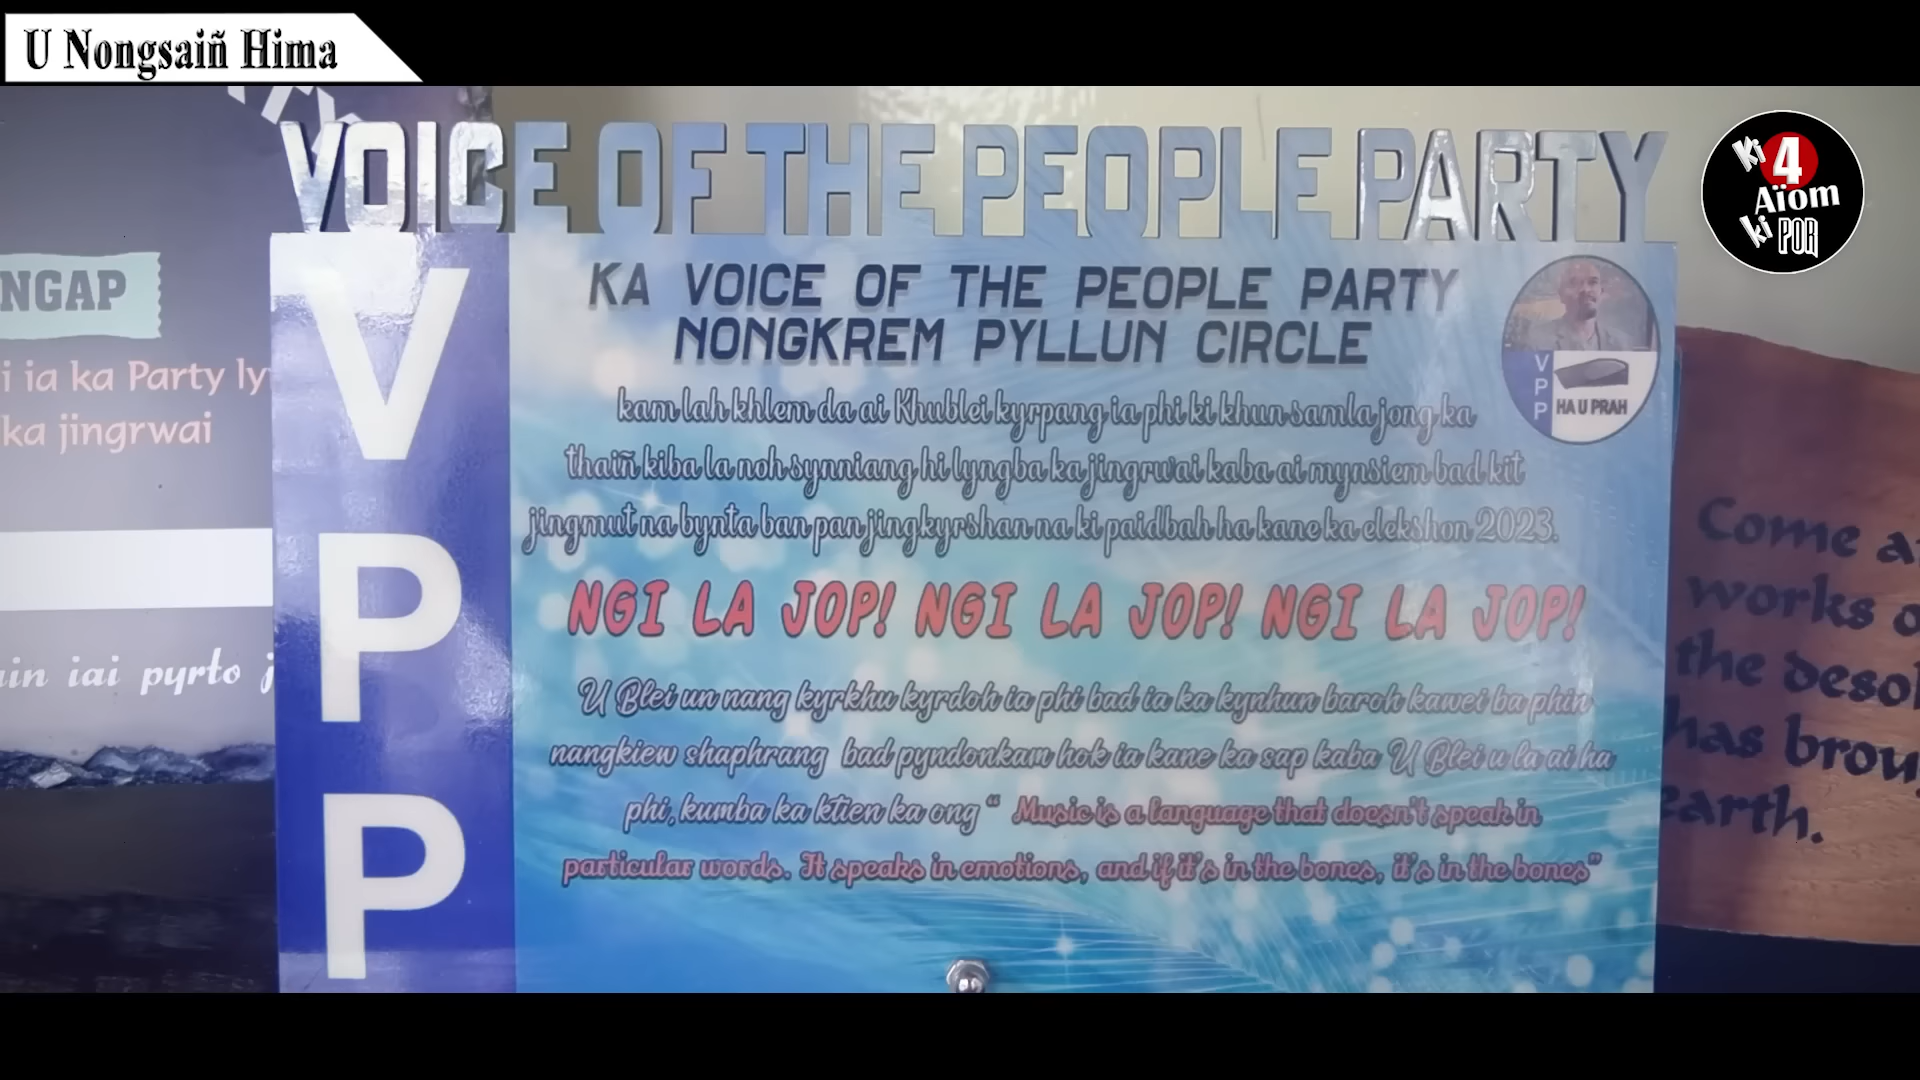 U Nongsaiñ Hima
Ki 4
Aïom
ki POR
VOICE OF THE PEOPLE PARTY
VPP
KA VOICE OF THE PEOPLE PARTY
NONGKREM PYLLUN CIRCLE
kam lah khlem da ai Khublei kyrpang ia phi ki khun samla jong ka
thaiñ kiba la noh synniang hi lyngba ka jingrwai kaba ai mynsiem bad kit
jingmut na bynta ban pan jingkyrshan na ki paidbah ha kane ka elekshon 2023.
NGI LA JOP! NGI LA JOP! NGI LA JOP!
U Blei un nang kyrkhu kyrdoh ia phi bad ia ka kynhun baroh kawei ba phin
nangkiew shaphrang bad pyndonkam hok ia kane ka sap kaba U Blei u la ai ha
phi, kumba ka ktien ka ong “ Music is a language that doesn't speak in
particular words. It speaks in emotions, and if it's in the bones, it's in the bones”
VPP
HA U PRAH
NGAP
i ia ka Party ly
ka jingrwai
in iai pyrto j
Come a
works o
the desol
has brou
earth.